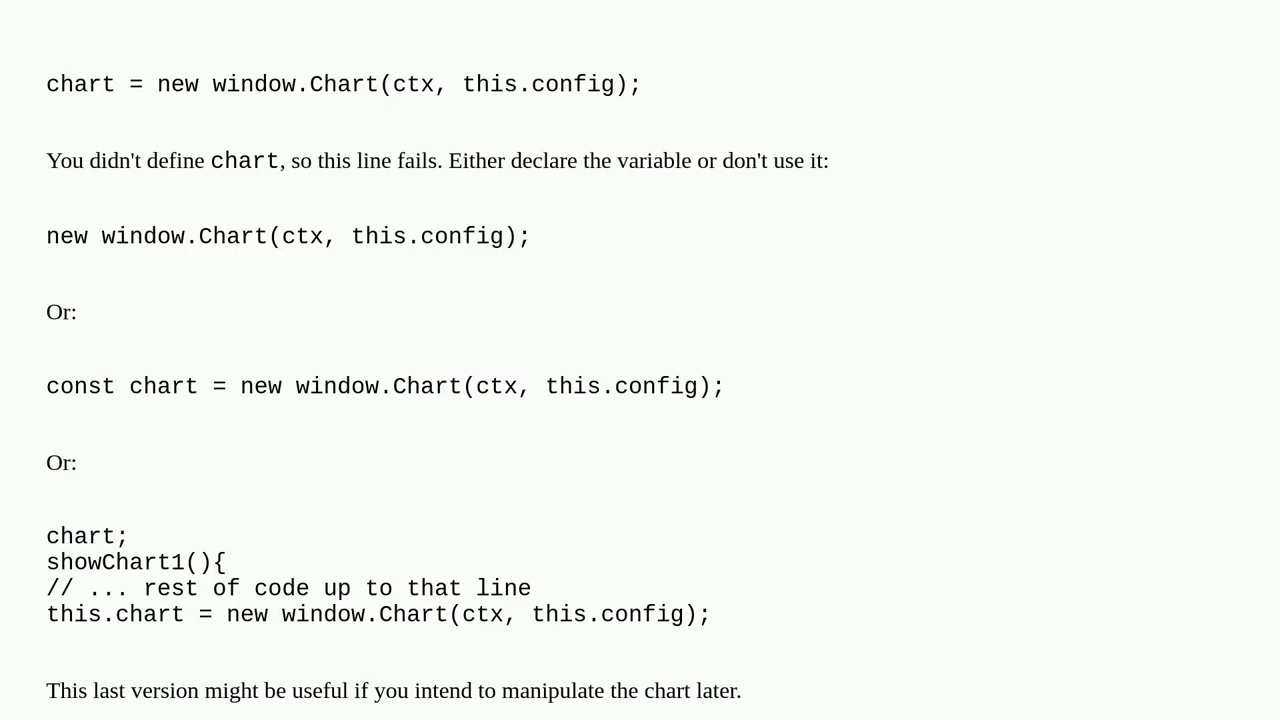 chart = new window.Chart(ctx, this.config);
You didn't define chart, so this line fails. Either declare the variable or don't use it:
new window.Chart(ctx, this.config);
Or:
const chart = new window.Chart(ctx, this.config);
Or:
chart;
showChart1(){
// ... rest of code up to that line
this.chart = new window.Chart(ctx, this.config);
This last version might be useful if you intend to manipulate the chart later.